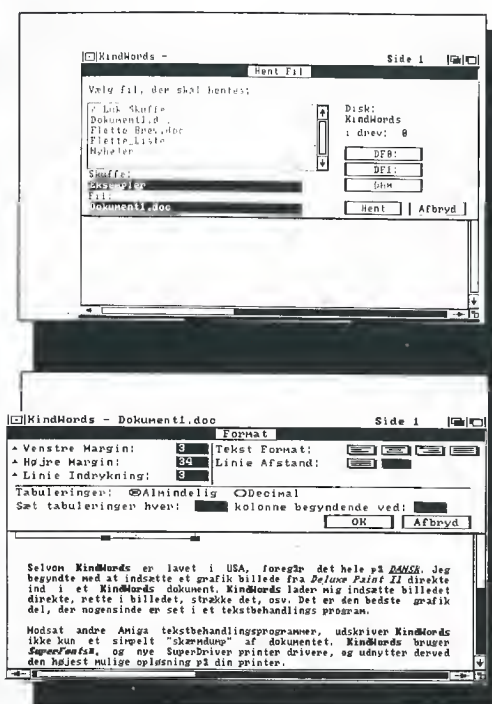 KindWords - Side 1
Hent Fil
Vælg fil, der skal hentes:
Luk Skuffe
Dokument1.d
Flette Brev.doc
Flette_Liste
Nyheder
Skuffe:
Eksempler
Fil:
Dokument1.doc
Disk:
KindWords
i drev: 0
DF0:
DF1:
Hent Afbryd
KindWords - Dokument1.doc Side 1
Format
Venstre Margin: 3 Tekst Format:
Højre Margin: 34 Linie Afstand:
Linie Indrykning: 3
Tabuleringer: Almindelig Decimal
Sæt tabuleringer hver: kolonne begyndende ved:
OK Afbryd
Selvom KindWords er lavet i USA, foregår det hele på DANSK. Jeg
begyndte med at indsætte et grafik billede fra Deluxe Paint II direkte
ind i et KindWords dokument. KindWords lader mig indsætte billedet
direkte, rette i billedet, strække det, osv. Det er den bedste grafik
del, der nogensinde er set i et tekstbehandlings program.
Modsat andre Amiga tekstbehandlingsprogrammer, udskriver KindWords
ikke kun et simpelt "skærmdump" af dokumentet. KindWords bruger
SuperFonts, og nye SuperDriver printer drivere, og udnytter derved
den højest mulige opløsning på din printer.